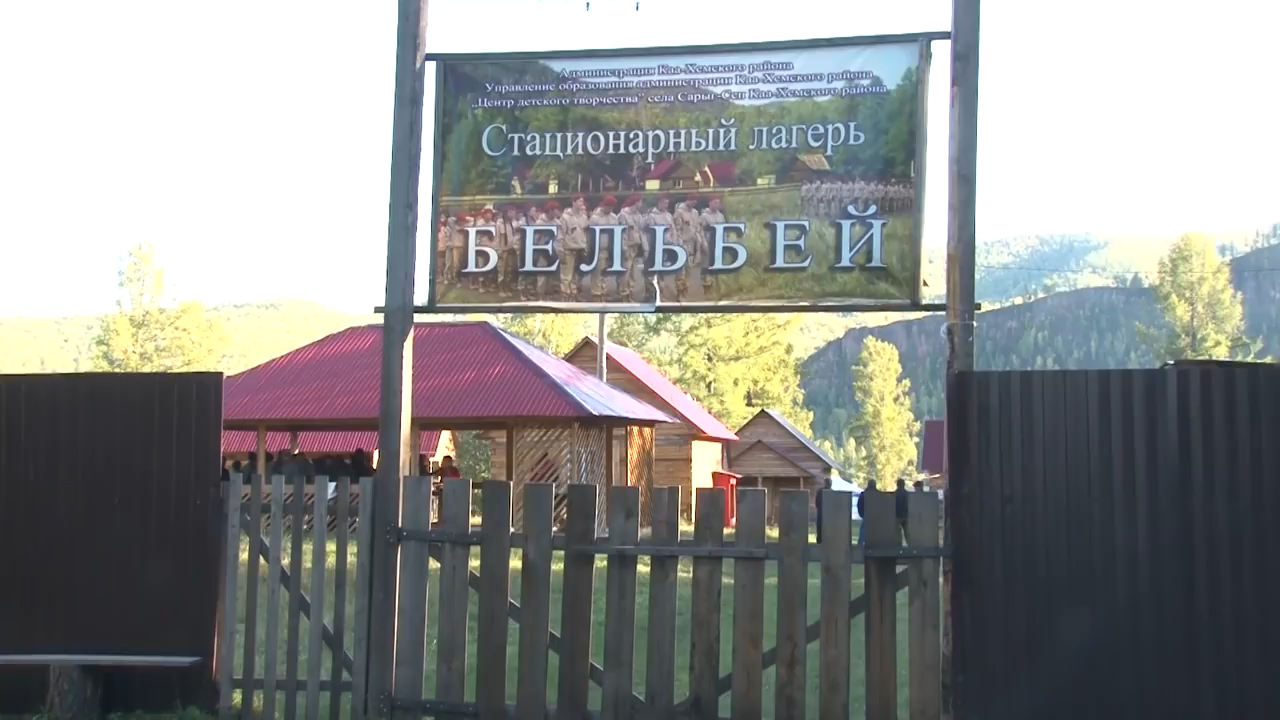 Администрация Каа-Хемского района
Управление образования администрации Каа-Хемского района
„Центр детского творчества" села Сарыг-Сеп Каа-Хемского района
Стационарный лагерь
БЕЛЬБЕЙ